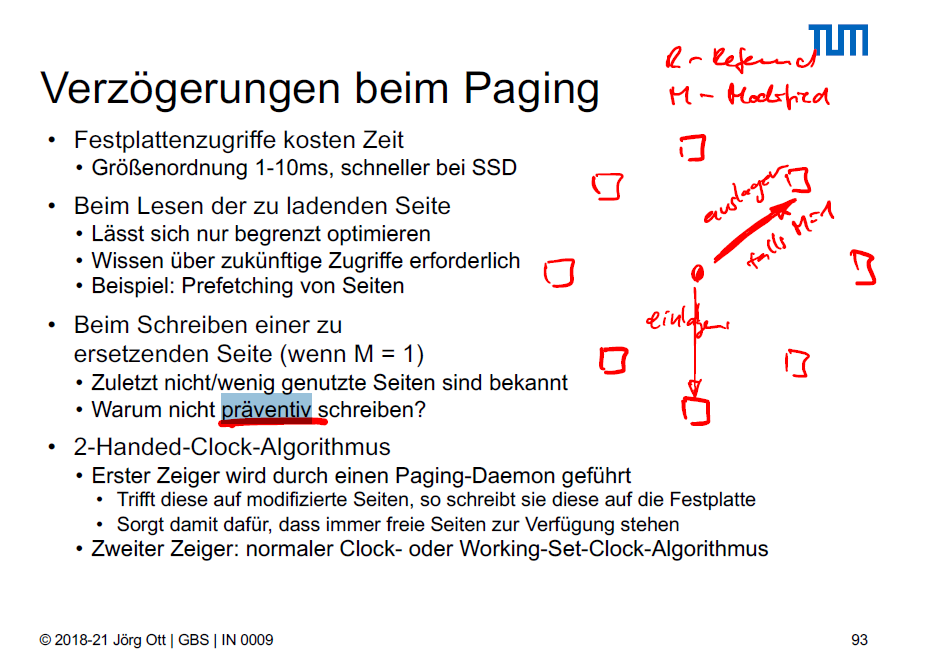 TUM
R - Referenced
M - Modified
Verzögerungen beim Paging
• Festplattenzugriffe kosten Zeit
• Größenordnung 1-10ms, schneller bei SSD
• Beim Lesen der zu ladenden Seite
• Lässt sich nur begrenzt optimieren
• Wissen über zukünftige Zugriffe erforderlich
• Beispiel: Prefetching von Seiten
• Beim Schreiben einer zu
ersetzenden Seite (wenn M = 1)
• Zuletzt nicht/wenig genutzte Seiten sind bekannt
• Warum nicht präventiv schreiben?
• 2-Handed-Clock-Algorithmus
• Erster Zeiger wird durch einen Paging-Daemon geführt
• Trifft diese auf modifizierte Seiten, so schreibt sie diese auf die Festplatte
• Sorgt damit dafür, dass immer freie Seiten zur Verfügung stehen
• Zweiter Zeiger: normaler Clock- oder Working-Set-Clock-Algorithmus
auslagern
falls M=1
einlagern
© 2018-21 Jörg Ott | GBS | IN 0009
93